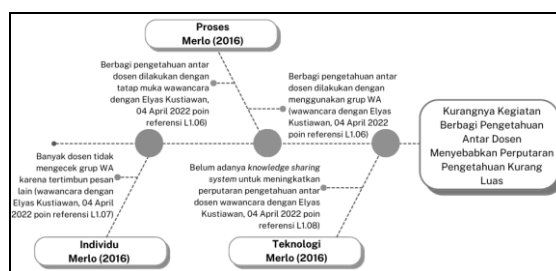 Proses
Merlo (2016)
Berbagi pengetahuan antar
dosen dilakukan dengan
tatap muka wawancara
dengan Elyas Kustiawan,
04 April 2022 poin
referensi L1.06)
Berbagi pengetahuan antar
dosen dilakukan dengan
menggunakan grup WA
(wawancara dengan Elyas
Kustiawan, 04 April 2022
poin referensi L1.06)
Kurangnya Kegiatan
Berbagi Pengetahuan
Antar Dosen
Menyebabkan Perputaran
Pengetahuan Kurang
Luas
Banyak dosen tidak
mengecek grup WA
karena tertimbun pesan
lain (wawancara dengan
Elyas Kustiawan, 04 April
2022) poin referensi L1.07)
Belum adanya knowledge sharing
system untuk meningkatkan
perputaran pengetahuan antar
dosen wawancara dengan Elyas
Kustiawan, 04 April 2022 poin
referensi L1.08)
Individu
Merlo (2016)
Teknologi
Merlo (2016)